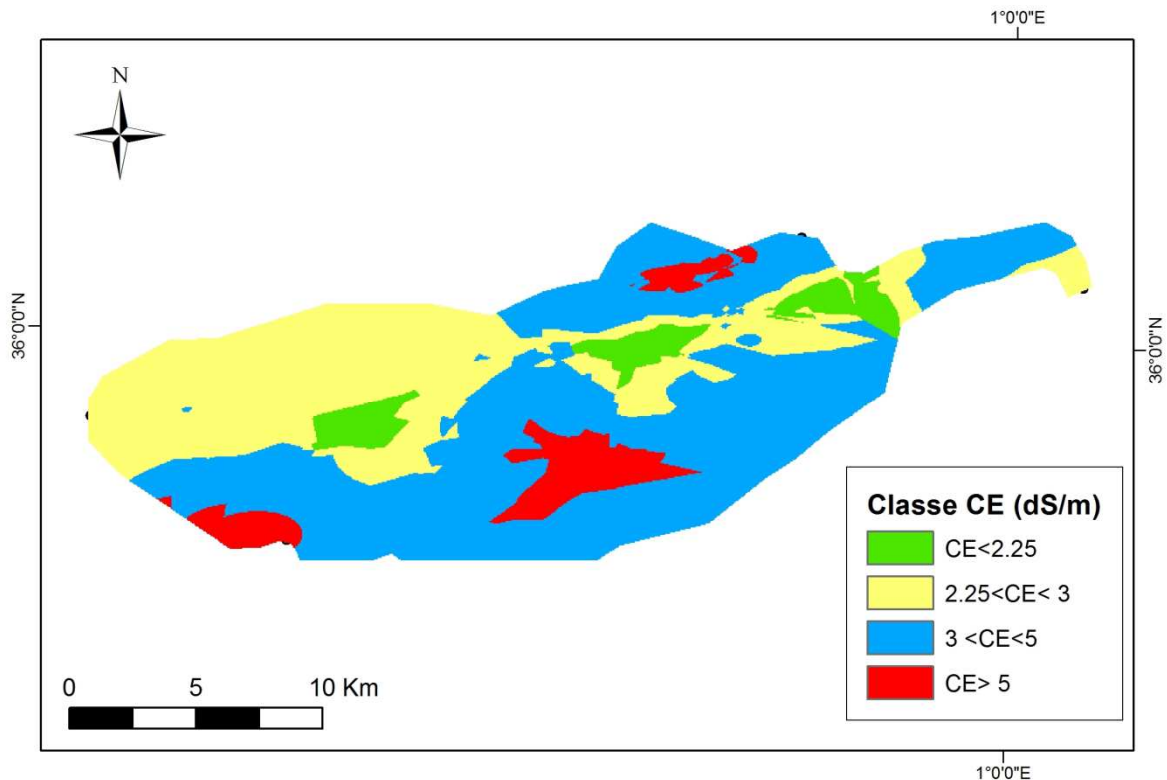 1°0'0"E
N
36°0'0"N
36°0'0"N
Classe CE (dS/m)
CE<2.25
2.25<CE< 3
3 <CE<5
CE> 5
0 5 10 Km
1°0'0"E